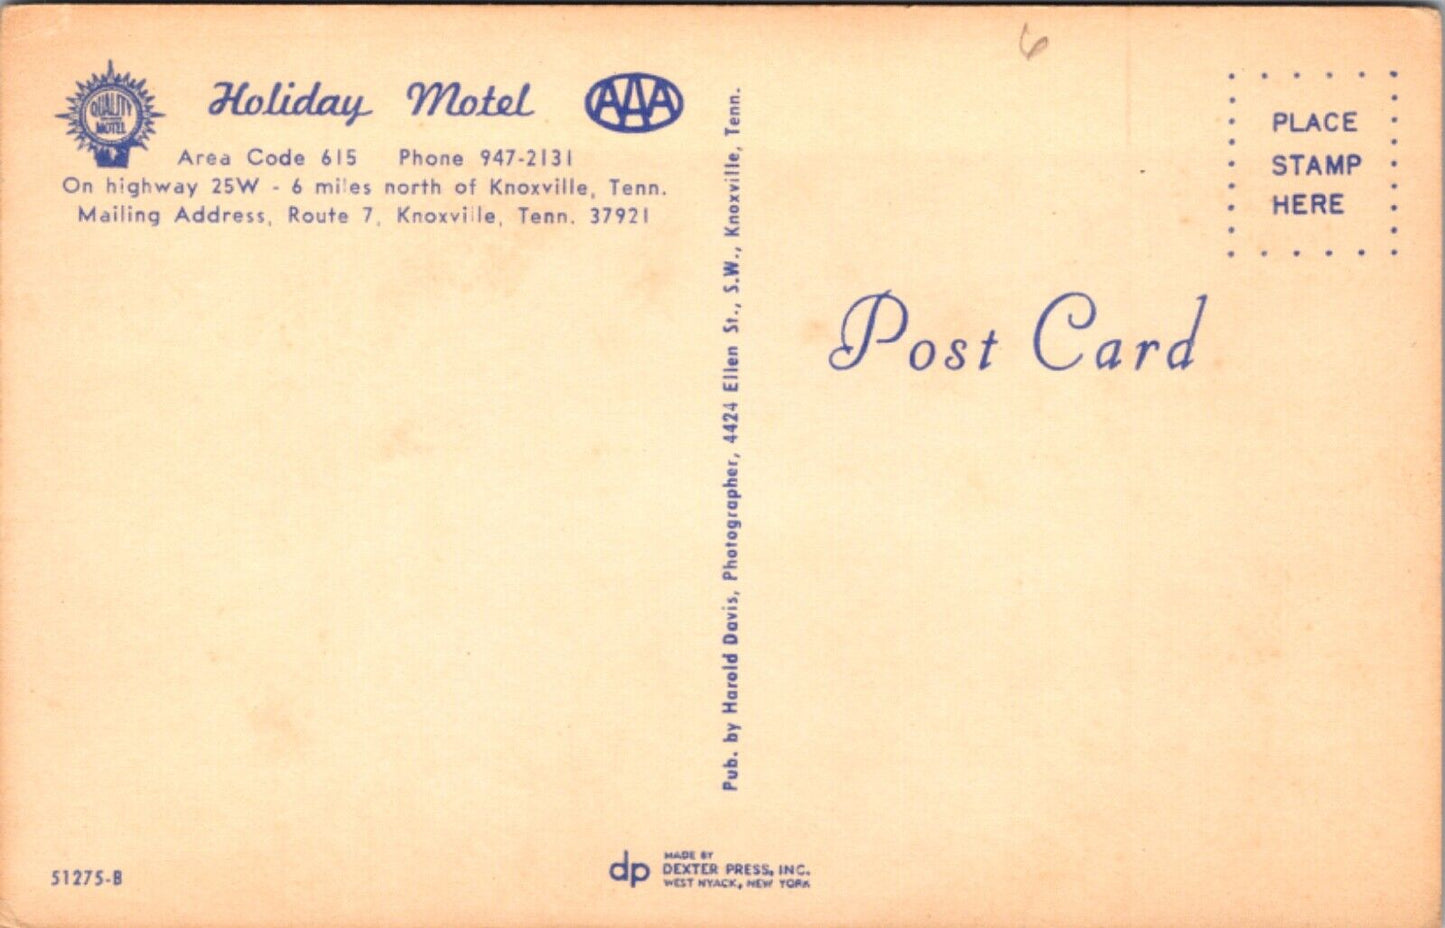 QUALITY
MOTEL
Holiday Motel
AAA
Area Code 615 Phone 947-2131
On highway 25W - 6 miles north of Knoxville, Tenn.
Mailing Address, Route 7, Knoxville, Tenn. 37921
Pub. by Harold Davis, Photographer, 4424 Ellen St., S.W., Knoxville, Tenn.
6
PLACE
STAMP
HERE
Post Card
51275-B
dp
MADE BY
DEXTER PRESS, INC.
WEST NYACK, NEW YORK